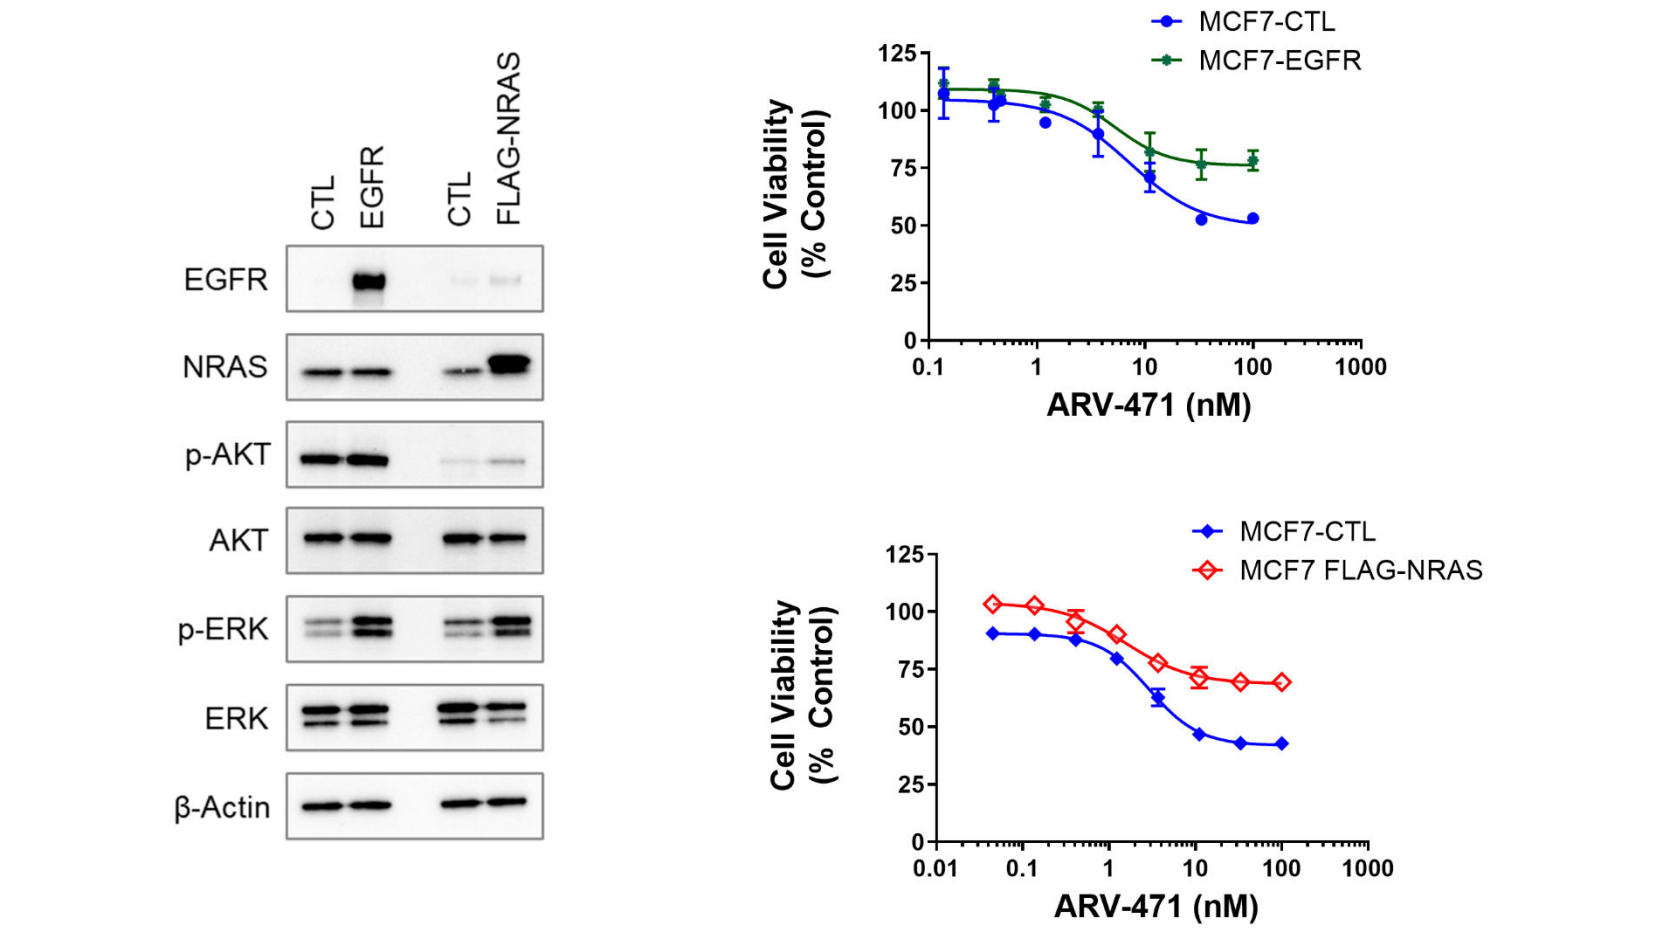 CTL
EGFR
CTL
FLAG-NRAS
EGFR
NRAS
p-AKT
AKT
p-ERK
ERK
β-Actin
MCF7-CTL
MCF7-EGFR
Cell Viability
(% Control)
125
100
75
50
25
0
0.1 1 10 100 1000
ARV-471 (nM)
MCF7-CTL
MCF7 FLAG-NRAS
Cell Viability
(% Control)
125
100
75
50
25
0
0.01 0.1 1 10 100 1000
ARV-471 (nM)